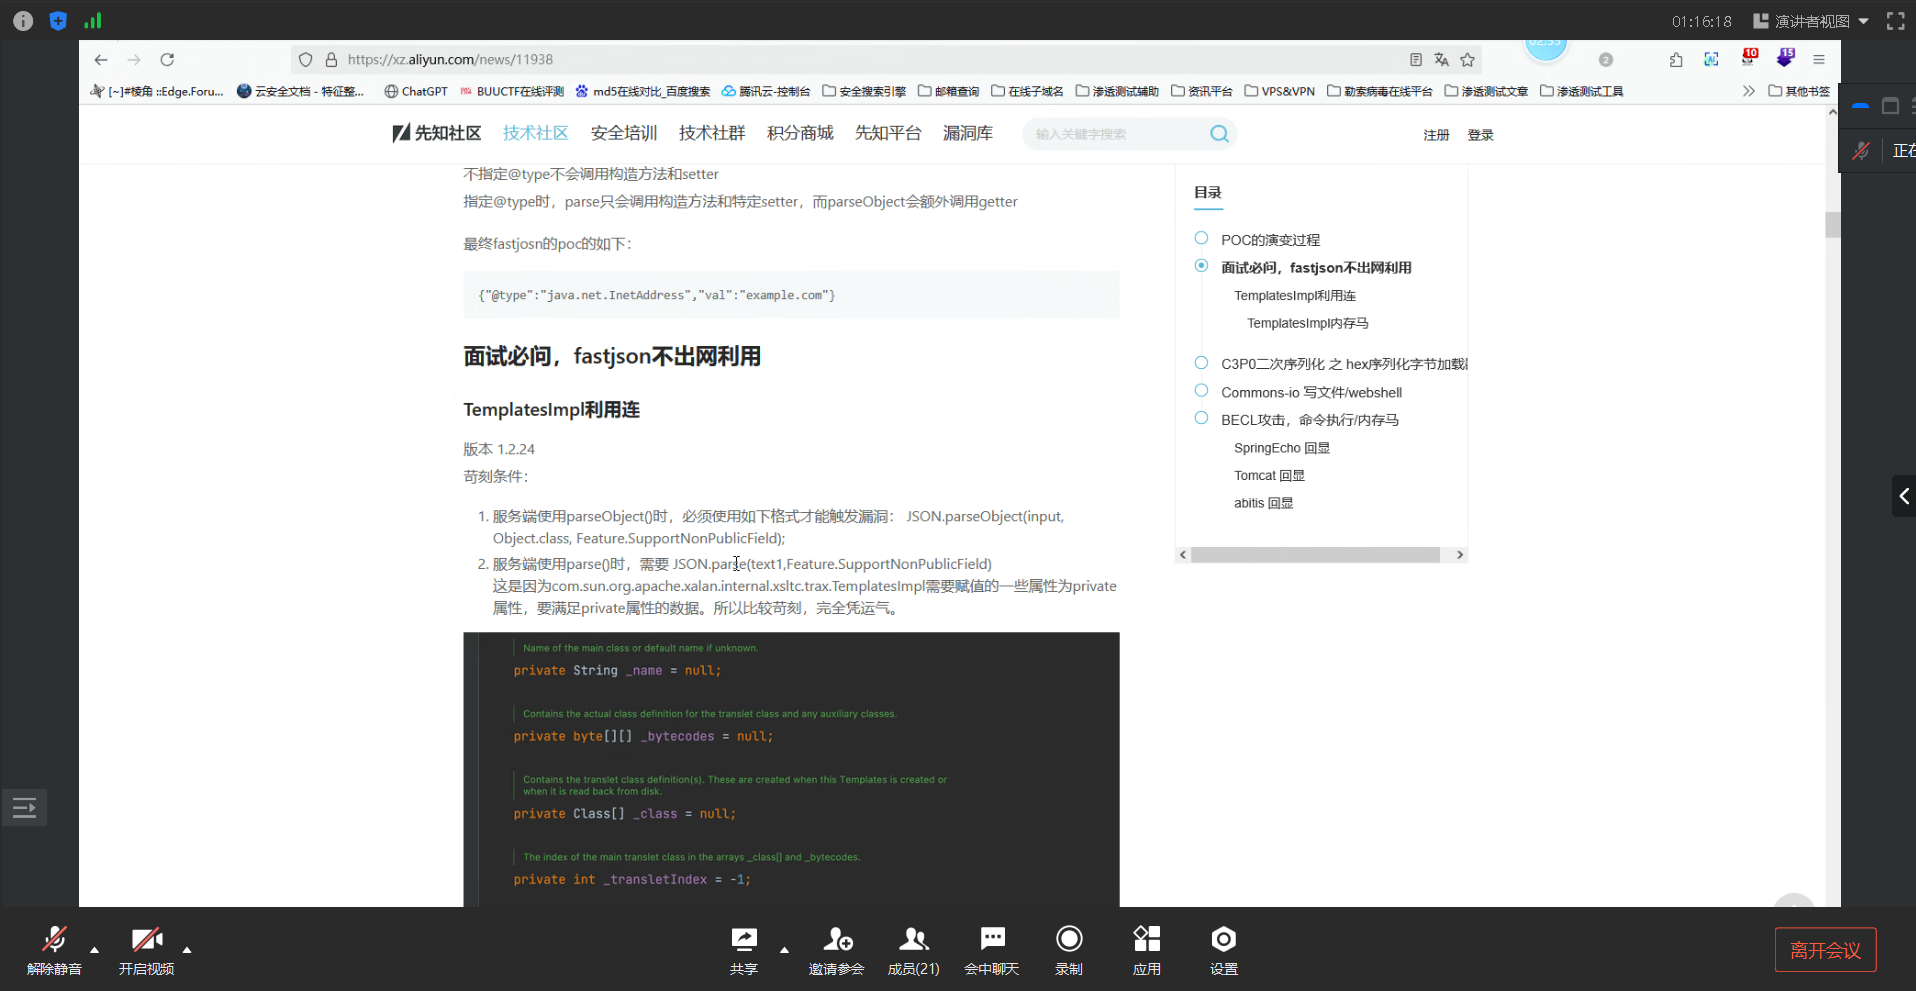 01:16:18 演讲者视图
https://xz.aliyun.com/news/11938
02:55
2
10
15
[~]#棱角 ::Edge.Foru... 云安全文档 - 特征整... ChatGPT BUUCTF在线评测 md5在线对比_百度搜索 腾讯云-控制台 安全搜索引擎 邮箱查询 在线子域名 渗透测试辅助 资讯平台 VPS&VPN 勒索病毒在线平台 渗透测试文章 渗透测试工具 其他书签
先知社区 技术社区 安全培训 技术社群 积分商城 先知平台 漏洞库 输入关键字搜索 注册 登录
正在
不指定@type不会调用构造方法和setter
指定@type时，parse只会调用构造方法和特定setter，而parseObject会额外调用getter
最终fastjosn的poc的如下：
{"@type":"java.net.InetAddress","val":"example.com"}
面试必问，fastjson不出网利用
TemplatesImpl利用连
版本 1.2.24
苛刻条件：
1. 服务端使用parseObject()时，必须使用如下格式才能触发漏洞： JSON.parseObject(input,
Object.class, Feature.SupportNonPublicField);
2. 服务端使用parse()时，需要 JSON.parse(text1,Feature.SupportNonPublicField)
这是因为com.sun.org.apache.xalan.internal.xsltc.trax.TemplatesImpl需要赋值的一些属性为private
属性，要满足private属性的数据。所以比较苛刻，完全凭运气。
Name of the main class or default name if unknown.
private String _name = null;
Contains the actual class definition for the translet class and any auxiliary classes.
private byte[][] _bytecodes = null;
Contains the translet class definition(s). These are created when this Templates is created or
when it is read back from disk.
private Class[] _class = null;
The index of the main translet class in the arrays _class[] and _bytecodes.
private int _transletIndex = -1;
目录
POC的演变过程
面试必问，fastjson不出网利用
TemplatesImpl利用连
TemplatesImpl内存马
C3P0二次序列化 之 hex序列化字节加载
Commons-io 写文件/webshell
BECL攻击，命令执行/内存马
SpringEcho 回显
Tomcat 回显
abitis 回显
解除静音 开启视频 共享 邀请参会 成员(21) 会中聊天 录制 应用 设置 离开会议